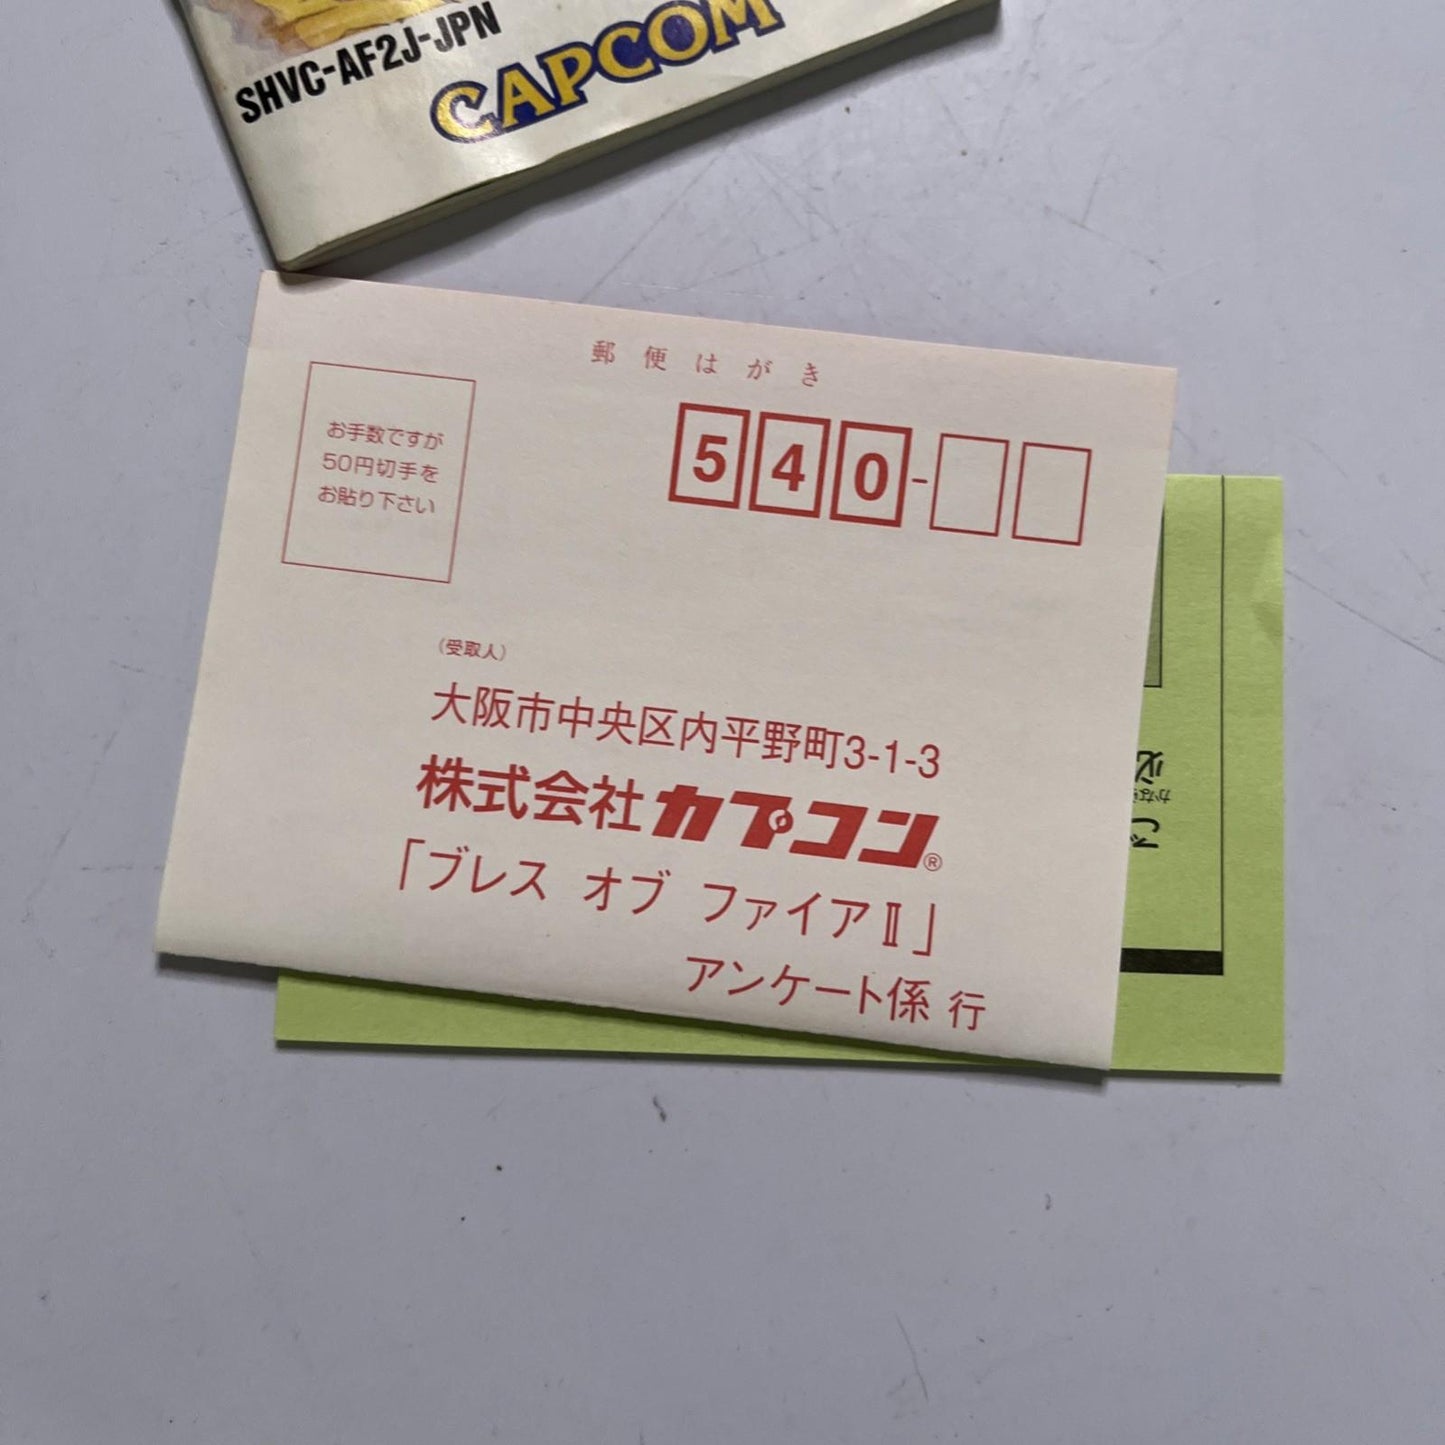 SHVC-AF2J-JPN
CAPCOM
郵便はがき
お手数ですが
50円切手を
お貼り下さい
540-
(受取人)
大阪市中央区内平野町3-1-3
株式会社カプコン®
「ブレス オブ ファイアⅡ」
アンケート係 行